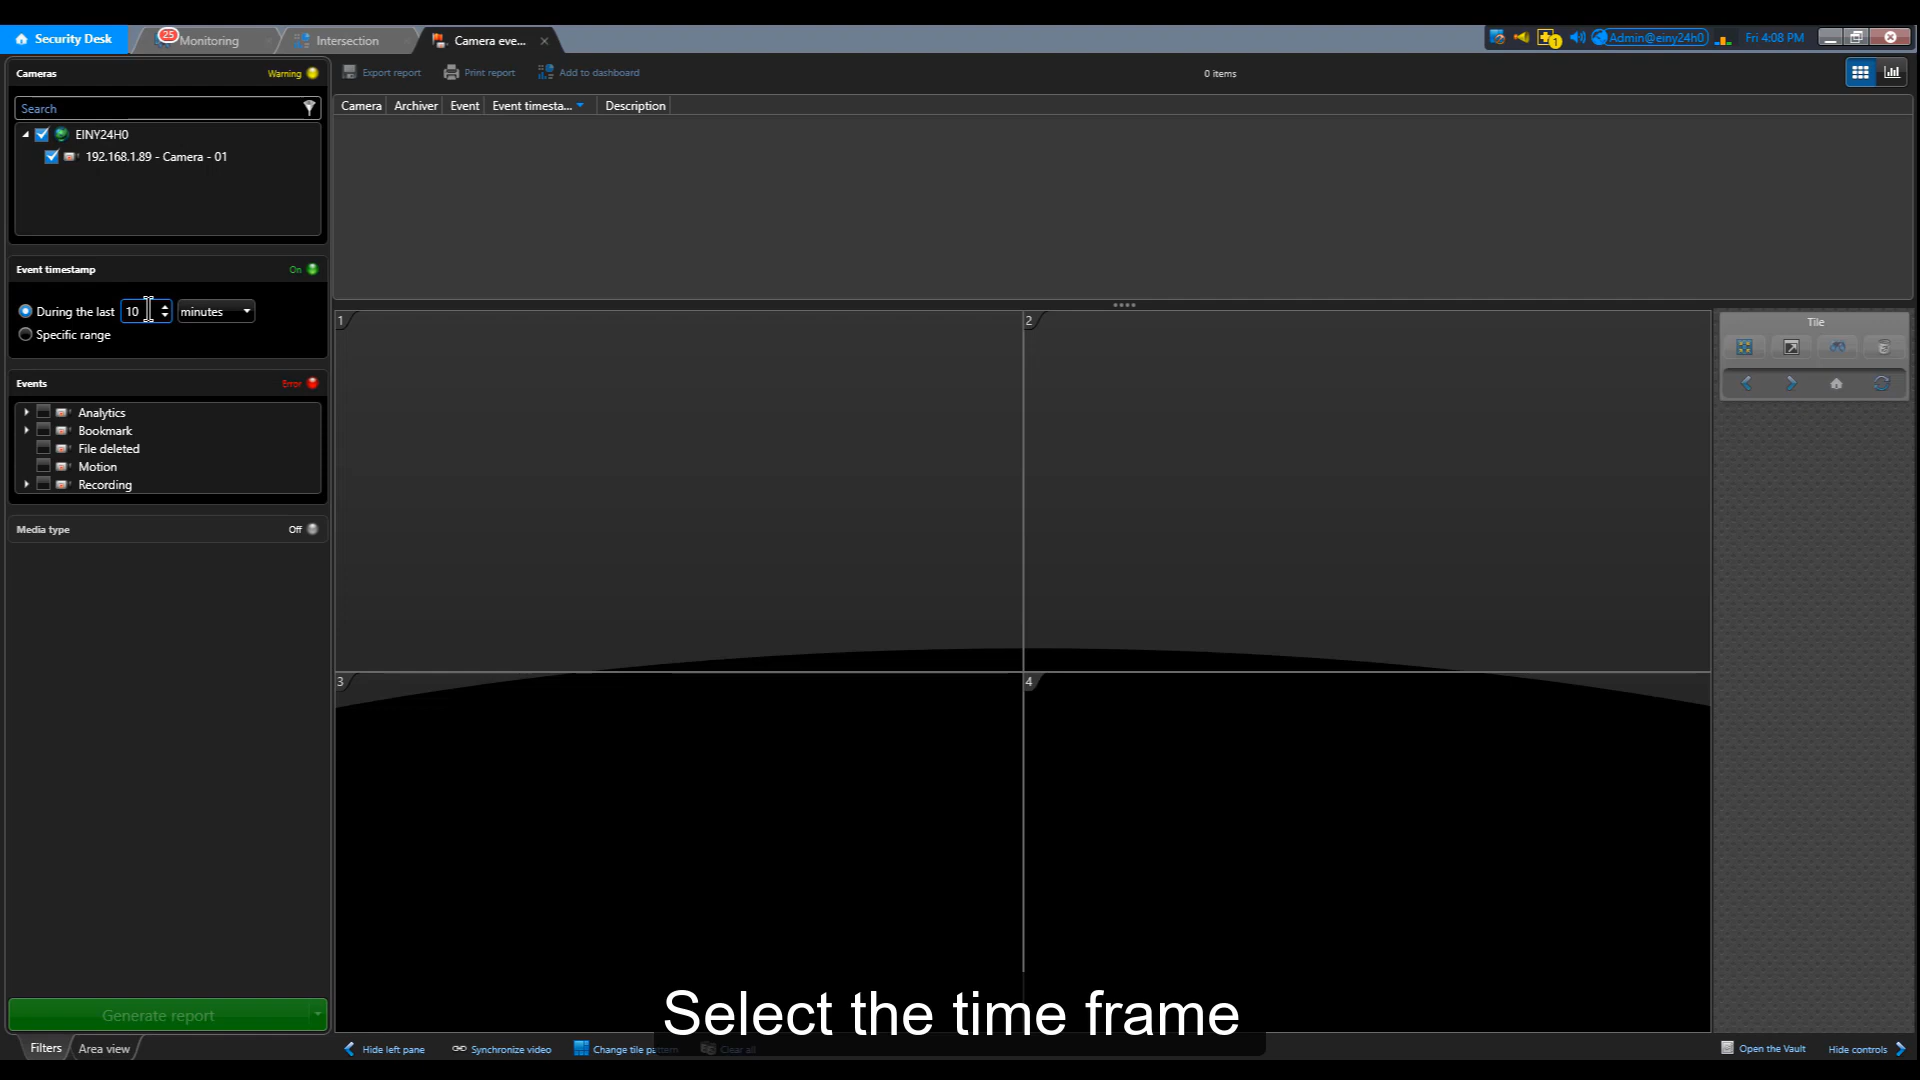 Security Desk
25
Monitoring
Intersection
Camera eve...
1
Admin@einy24h0
Fri 4:08 PM
Cameras
Warning
Export report
Print report
Add to dashboard
0 items
Search
Camera
Archiver
Event
Event timesta...
Description
EINY24H0
192.168.1.89 - Camera - 01
Event timestamp
On
During the last
10
minutes
Specific range
1
2
Tile
Events
Error
Analytics
Bookmark
File deleted
Motion
Recording
Media type
Off
3
4
Generate report
Select the time frame
Filters
Area view
Hide left pane
Synchronize video
Change tile pattern
Clear all
Open the Vault
Hide controls